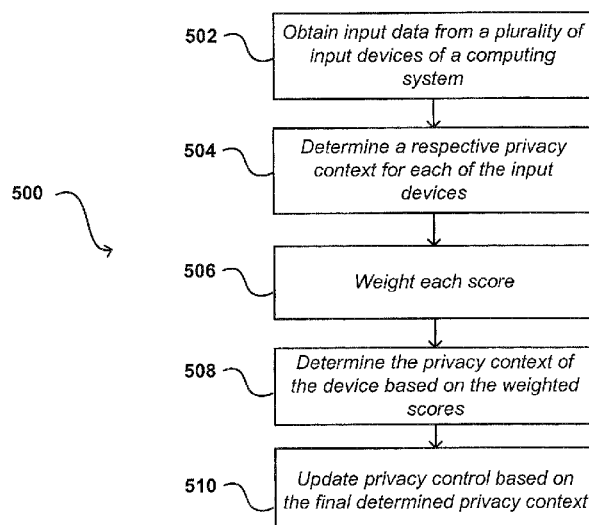 502
Obtain input data from a plurality of
input devices of a computing
system
504
Determine a respective privacy
context for each of the input
devices
500
506
Weight each score
508
Determine the privacy context of
the device based on the weighted
scores
510
Update privacy control based on
the final determined privacy context